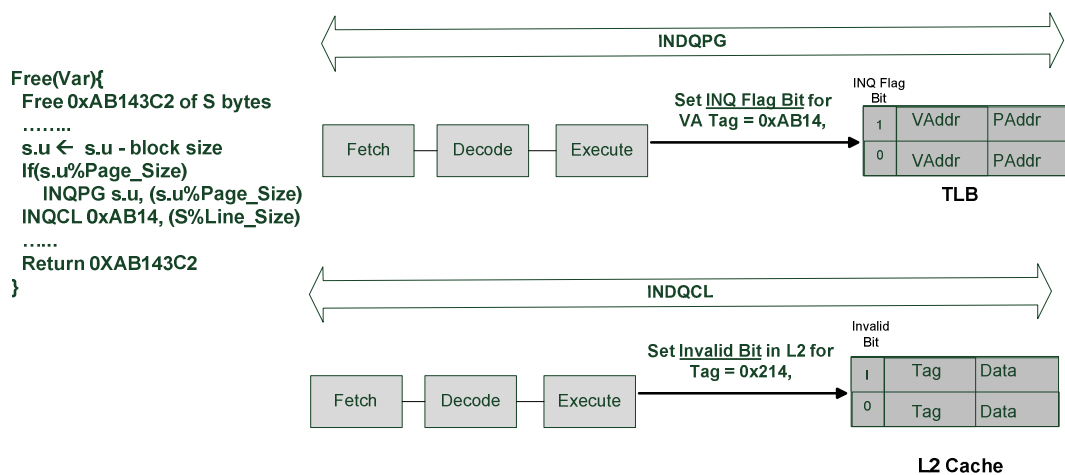 Free(Var){
Free 0xAB143C2 of S bytes
……...
s.u ← s.u - block size
If(s.u%Page_Size)
INQPG s.u, (s.u%Page_Size)
INQCL 0xAB14, (S%Line_Size)
……
Return 0XAB143C2
}
INDQPG
Fetch
Decode
Execute
Set INQ Flag Bit for
VA Tag = 0xAB14,
INQ Flag
Bit
1 VAddr PAddr
0 VAddr PAddr
TLB
INDQCL
Fetch
Decode
Execute
Set Invalid Bit in L2 for
Tag = 0x214,
Invalid
Bit
I Tag Data
0 Tag Data
L2 Cache